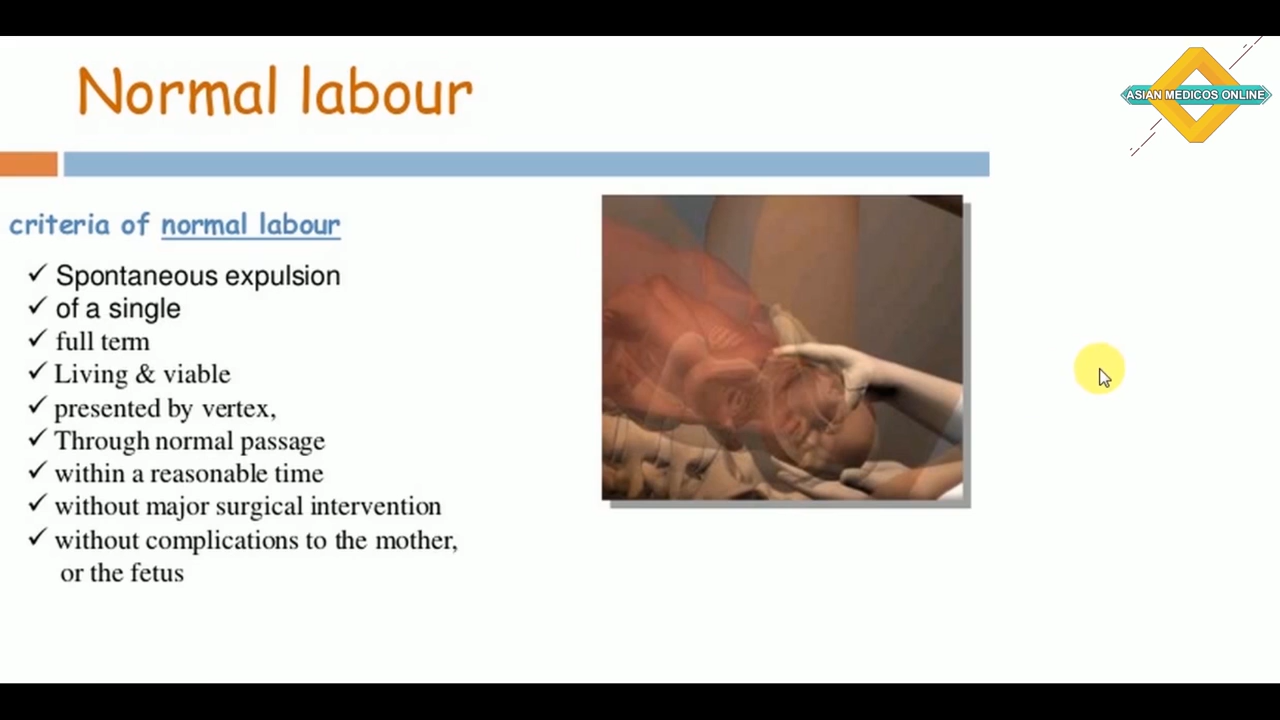 Normal labour
ASIAN MEDICOS ONLINE
criteria of normal labour
✓ Spontaneous expulsion
✓ of a single
✓ full term
✓ Living & viable
✓ presented by vertex,
✓ Through normal passage
✓ within a reasonable time
✓ without major surgical intervention
✓ without complications to the mother,
or the fetus